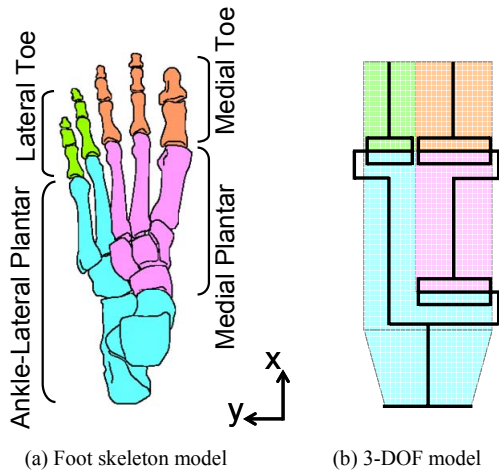 Lateral Toe
Medial Toe
Ankle-Lateral Plantar
Medial Plantar
x
y
(a) Foot skeleton model
(b) 3-DOF model